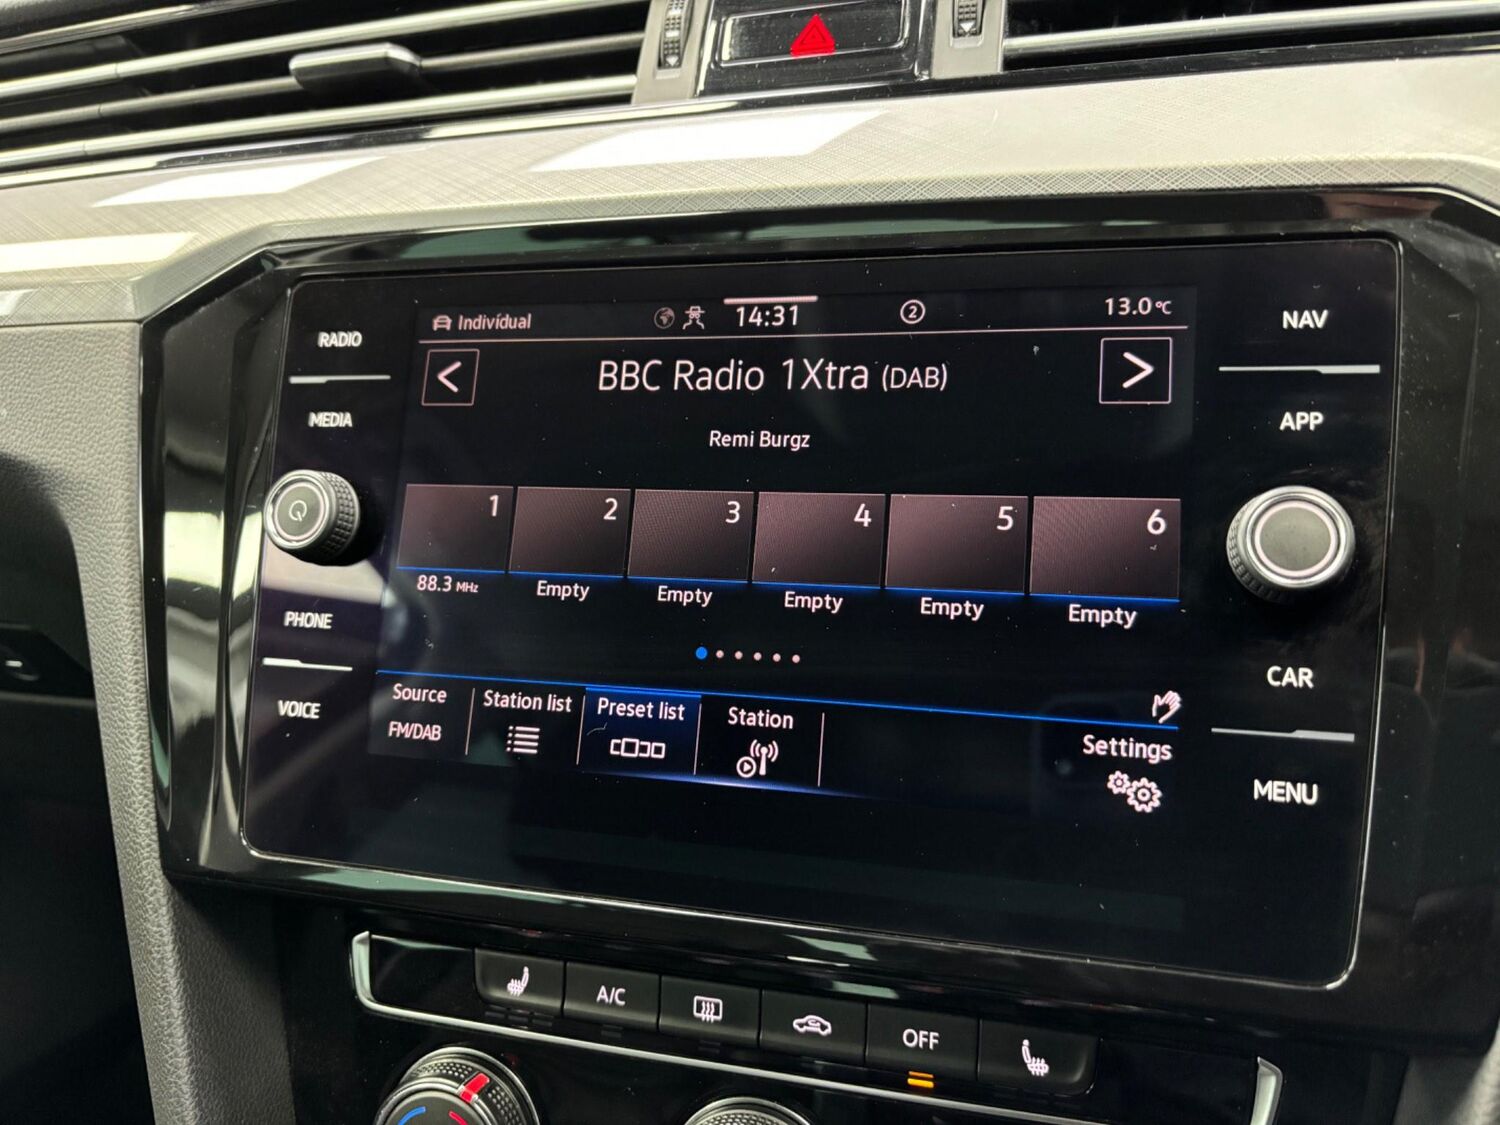 Individual
14:31
2
13.0 °C
RADIO
MEDIA
NAV
APP
BBC Radio 1Xtra (DAB)
Remi Burgz
1
2
3
4
5
6
88.3 MHz
Empty
Empty
Empty
Empty
Empty
PHONE
VOICE
CAR
MENU
Source
FM/DAB
Station list
Preset list
Station
Settings
A/C
OFF